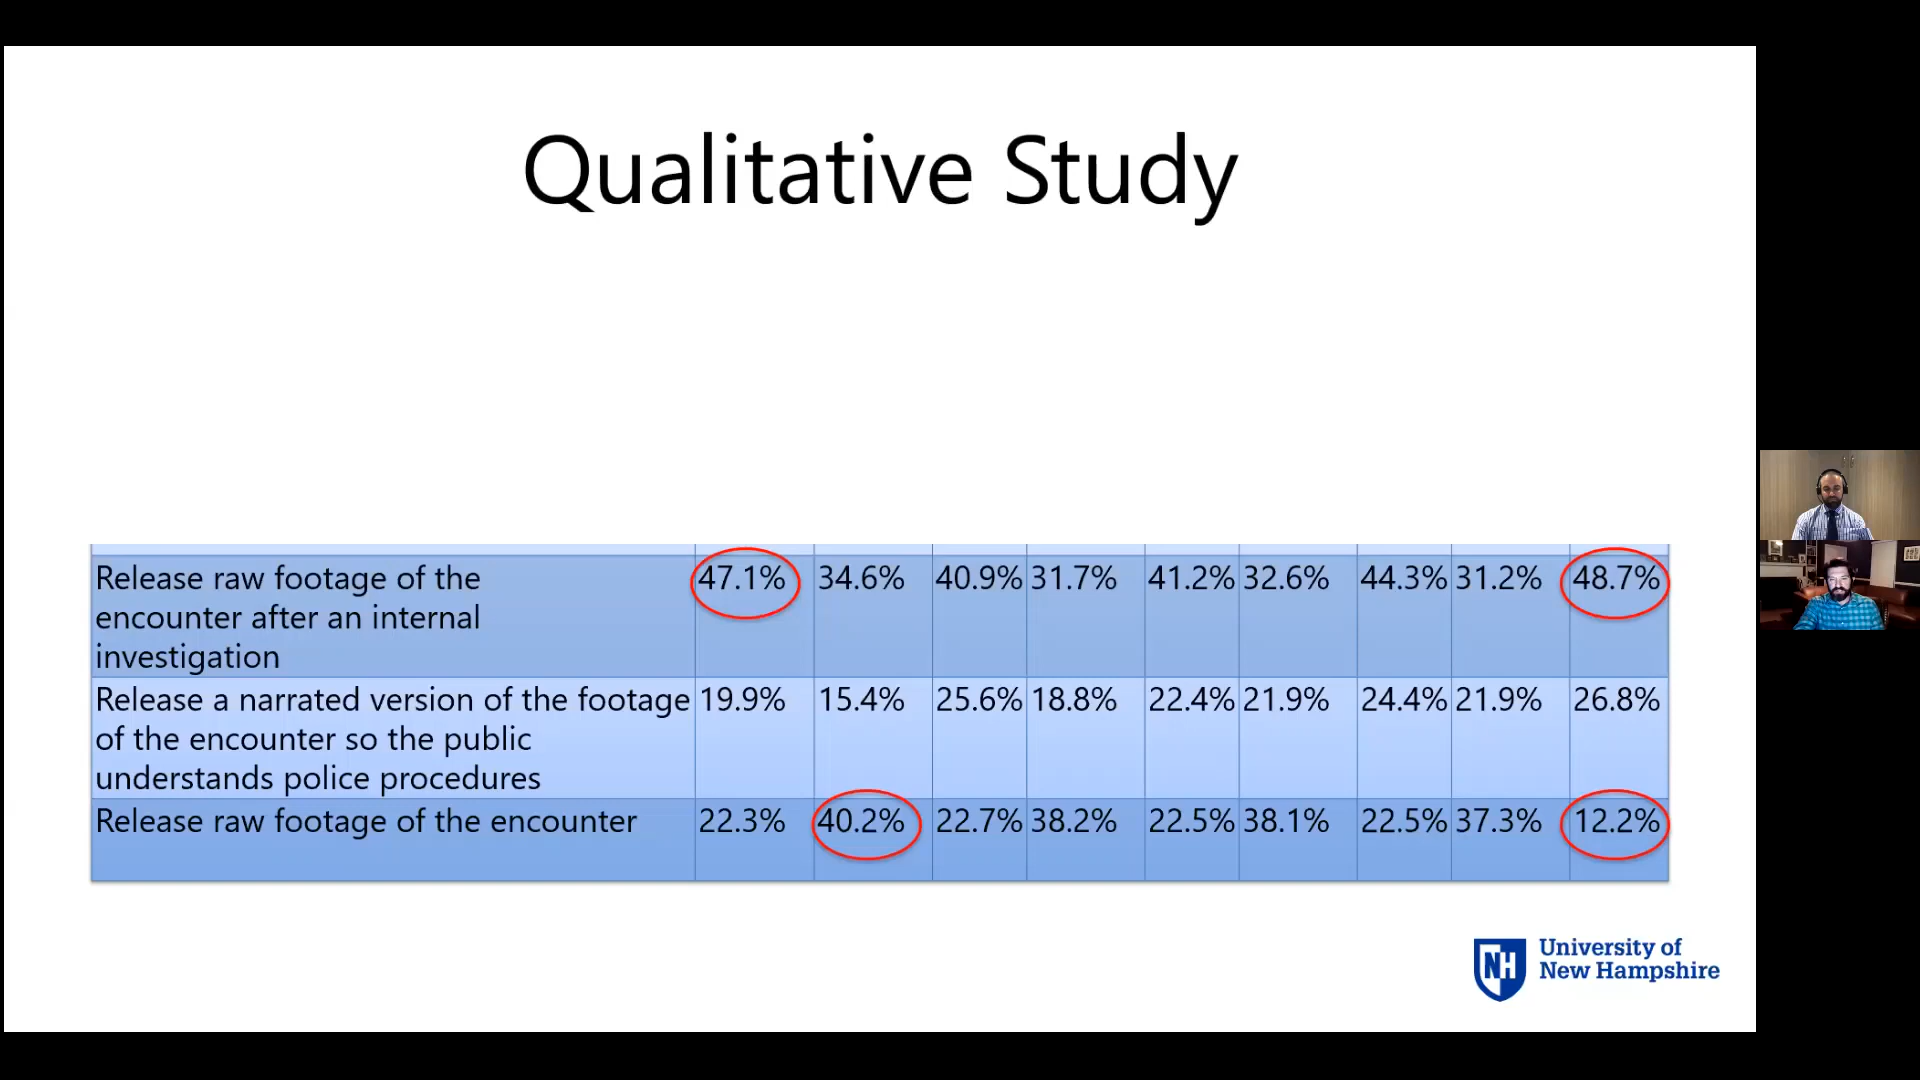 Qualitative Study
Release raw footage of the 47.1% 34.6% 40.9% 31.7% 41.2% 32.6% 44.3% 31.2% 48.7%
encounter after an internal
investigation
Release a narrated version of the footage 19.9% 15.4% 25.6% 18.8% 22.4% 21.9% 24.4% 21.9% 26.8%
of the encounter so the public
understands police procedures
Release raw footage of the encounter 22.3% 40.2% 22.7% 38.2% 22.5% 38.1% 22.5% 37.3% 12.2%
NH
University of
New Hampshire